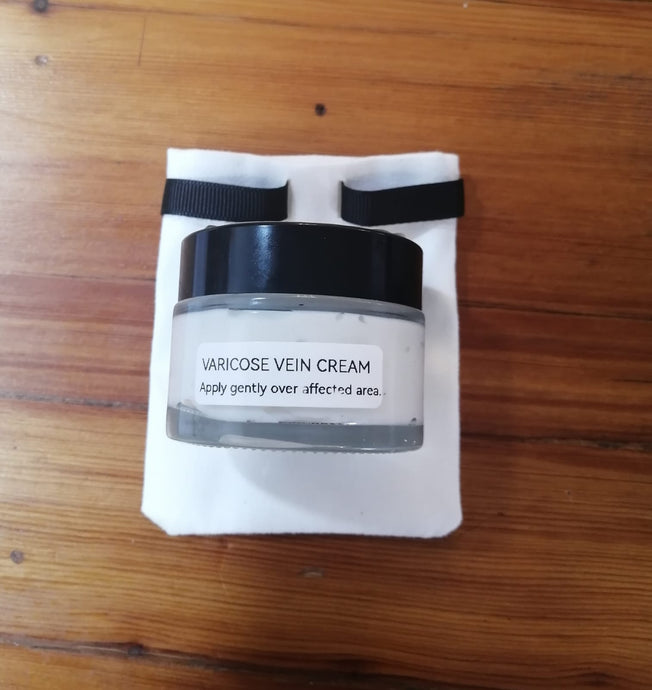 VARICOSE VEIN CREAM
Apply gently over affected area.